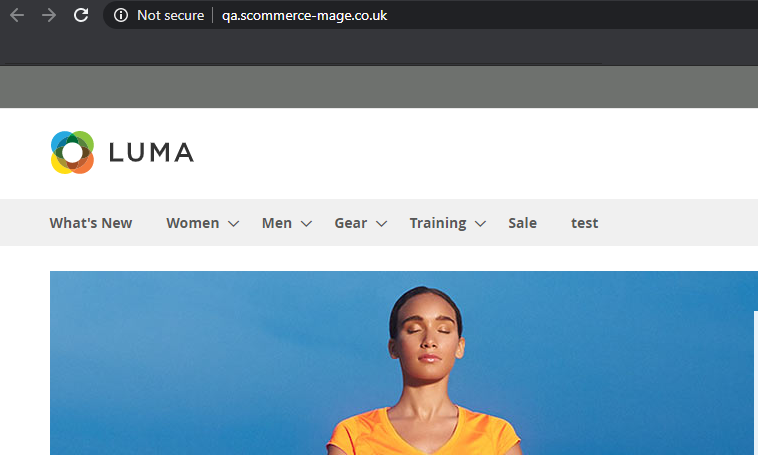 Not secure qa.scommerce-mage.co.uk
LUMA
What's New Women Men Gear Training Sale test